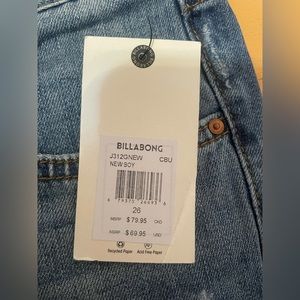 BILLABONG
J312GNEW CBU
NEW BOY
26
MSRP $ 79.95 CAD
MSRP $ 69.95 USD
Recycled Paper Acid Free Paper